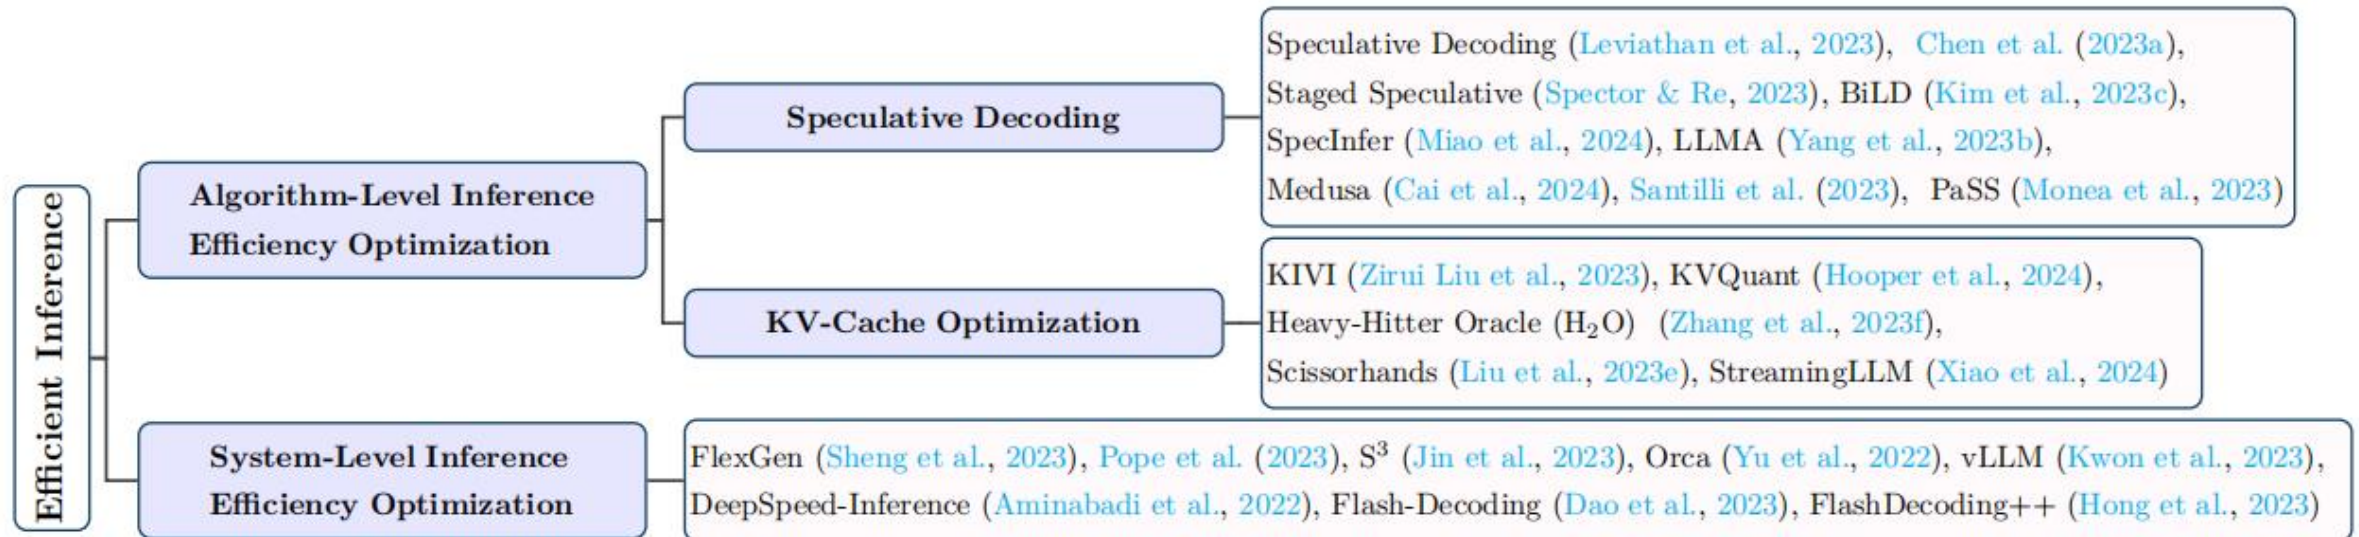 Efficient Inference
Algorithm-Level Inference
Efficiency Optimization
Speculative Decoding
Speculative Decoding (Leviathan et al., 2023), Chen et al. (2023a),
Staged Speculative (Spector & Re, 2023), BiLD (Kim et al., 2023c),
SpecInfer (Miao et al., 2024), LLMA (Yang et al., 2023b),
Medusa (Cai et al., 2024), Santilli et al. (2023), PaSS (Monea et al., 2023)
KV-Cache Optimization
KIVI (Zirui Liu et al., 2023), KVQuant (Hooper et al., 2024),
Heavy-Hitter Oracle (H₂O) (Zhang et al., 2023f),
Scissorhands (Liu et al., 2023e), StreamingLLM (Xiao et al., 2024)
System-Level Inference
Efficiency Optimization
FlexGen (Sheng et al., 2023), Pope et al. (2023), S³ (Jin et al., 2023), Orca (Yu et al., 2022), vLLM (Kwon et al., 2023),
DeepSpeed-Inference (Aminabadi et al., 2022), Flash-Decoding (Dao et al., 2023), FlashDecoding++ (Hong et al., 2023)